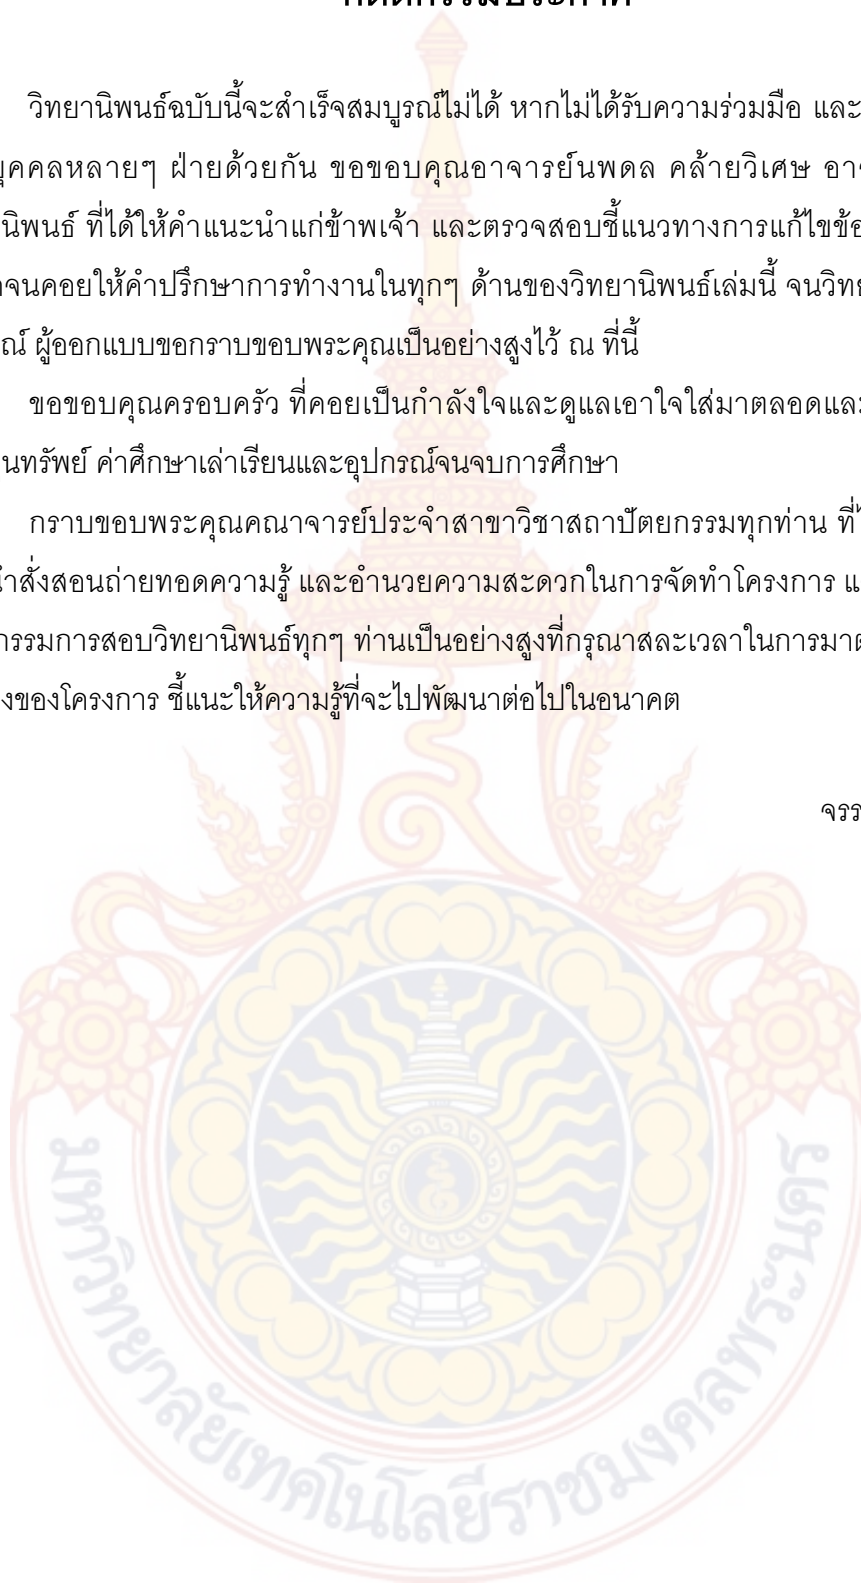 กิตติกรรมประกาศ
วิทยานิพนธ์ฉบับนี้จะสำเร็จสมบูรณ์ไม่ได้ หากไม่ได้รับความร่วมมือ และ
บุคคลหลายๆ ฝ่ายด้วยกัน ขอขอบคุณอาจารย์นพดล คล้ายวิเศษ อาจ
นิพนธ์ ที่ได้ให้คำแนะนำแก่ข้าพเจ้า และตรวจสอบชี้แนวทางการแก้ไขข้อ
จนคอยให้คำปรึกษาการทำงานในทุกๆ ด้านของวิทยานิพนธ์เล่มนี้ จนวิทย
ณ์ ผู้ออกแบบขอกราบขอบพระคุณเป็นอย่างสูงไว้ ณ ที่นี้
ขอขอบคุณครอบครัว ที่คอยเป็นกำลังใจและดูแลเอาใจใส่มาตลอดและ
นทรัพย์ ค่าศึกษาเล่าเรียนและอุปกรณ์จนจบการศึกษา
กราบขอบพระคุณคณาจารย์ประจำสาขาวิชาสถาปัตยกรรมทุกท่าน ที่ไ
นำสั่งสอนถ่ายทอดความรู้ และอำนวยความสะดวกในการจัดทำโครงการ แ
กรรมการสอบวิทยานิพนธ์ทุกๆ ท่านเป็นอย่างสูงที่กรุณาสละเวลาในการมาต
งของโครงการ ชี้แนะให้ความรู้ที่จะไปพัฒนาต่อไปในอนาคต
จรร
มหาวิทยาลัยเทคโนโลยีราชมงคลพระนคร